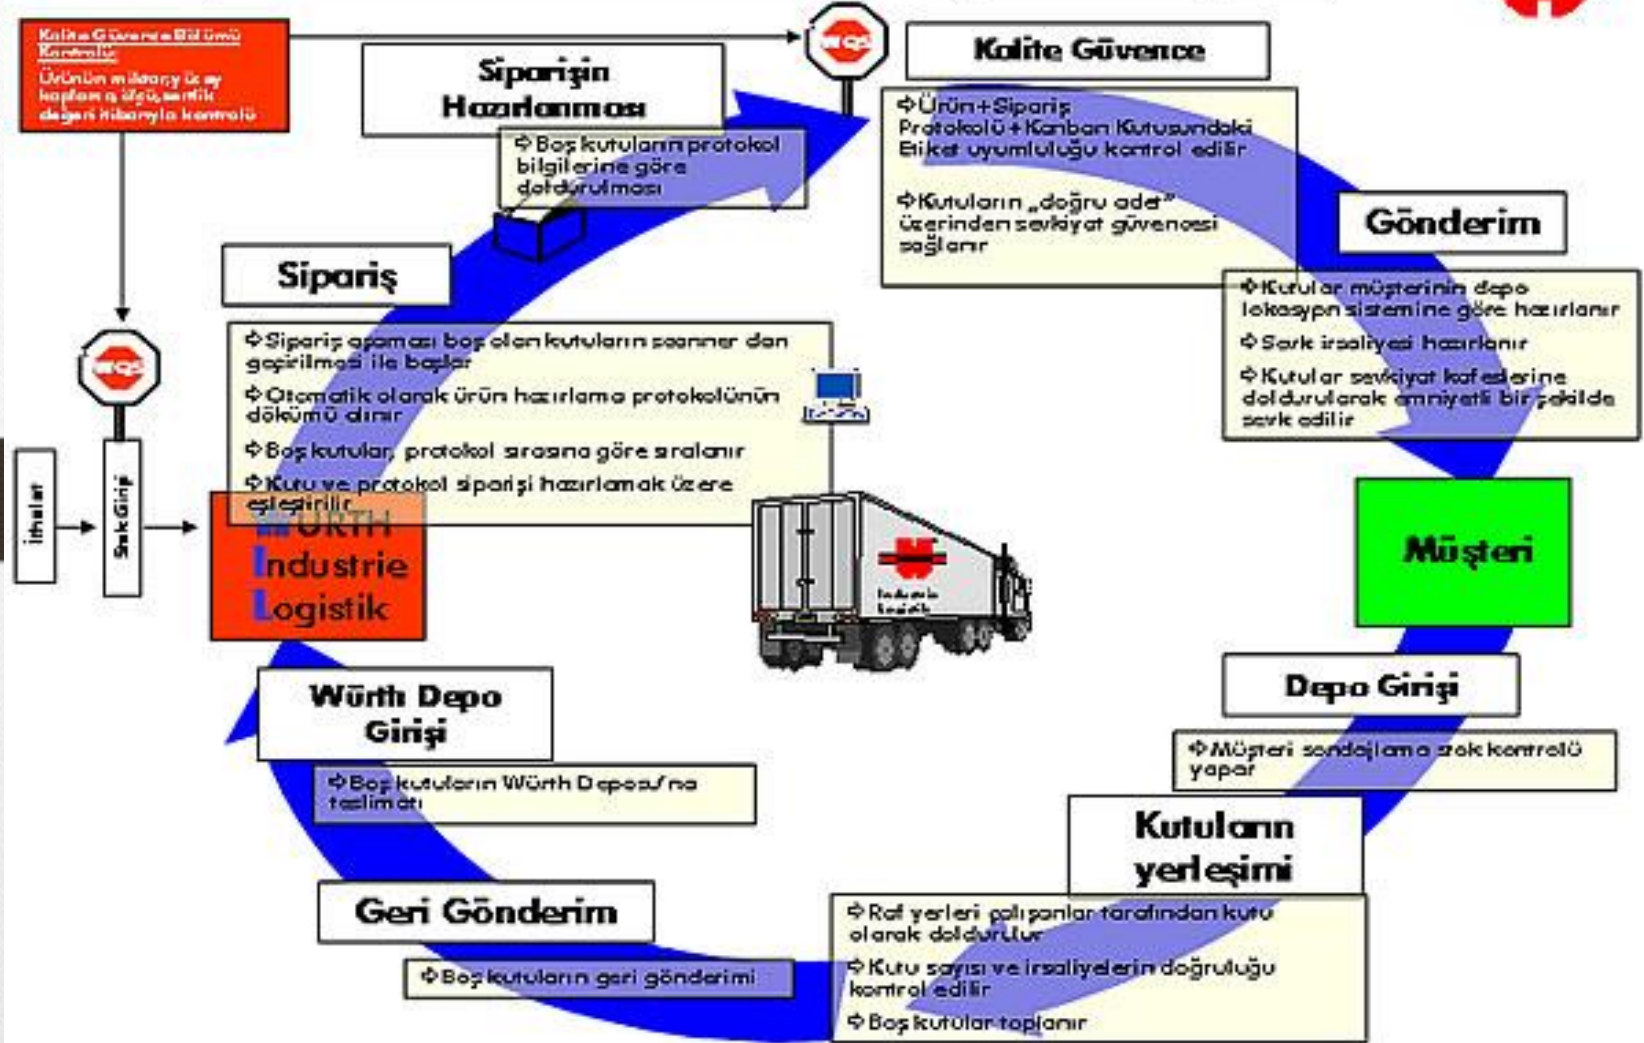 Kalite Güvence Bölümü
Kontrolü:
Ürünün miktar, yüzey
kaplama, ölçü, sertlik
değeri itibarıyla kontrolü
WQS
Siparişin
Hazırlanması
⇨Boş kutuların protokol
bilgilerine göre
doldurulması
Kalite Güvence
⇨Ürün+Sipariş
Protokolü+Kanban Kutusundaki
Etiket uyumluluğu kontrol edilir
⇨Kutuların „doğru adet”
üzerinden sevkiyat güvencesi
sağlanır
Gönderim
⇨Kutular müşterinin depo
lokasyon sistemine göre hazırlanır
⇨Sevk irsaliyesi hazırlanır
⇨Kutular sevkiyat kafeslerine
doldurularak emniyetli bir şekilde
sevk edilir
Sipariş
⇨Sipariş aşaması boş olan kutuların scanner dan
geçirilmesi ile başlar
⇨Otomatik olarak ürün hazırlama protokolünün
dökümü alınır
⇨Boş kutular, protokol sırasına göre sıralanır
⇨Kutu ve protokol siparişi hazırlamak üzere
eşleştirilir
WQS
İthalat
Stok Girişi
WÜRTH
Industrie
Logistik
Industrie
Logistik
Müşteri
Depo Girişi
⇨Müşteri sondajlama stok kontrolü
yapar
Kutuların
yerleşimi
⇨Raf yerleri çalışanlar tarafından kutu
olarak doldurulur
⇨Kutu sayısı ve irsaliyelerin doğruluğu
kontrol edilir
⇨Boş kutular toplanır
Geri Gönderim
⇨Boş kutuların geri gönderimi
Würth Depo
Girişi
⇨Boş kutuların Würth Deposu'na
teslimatı